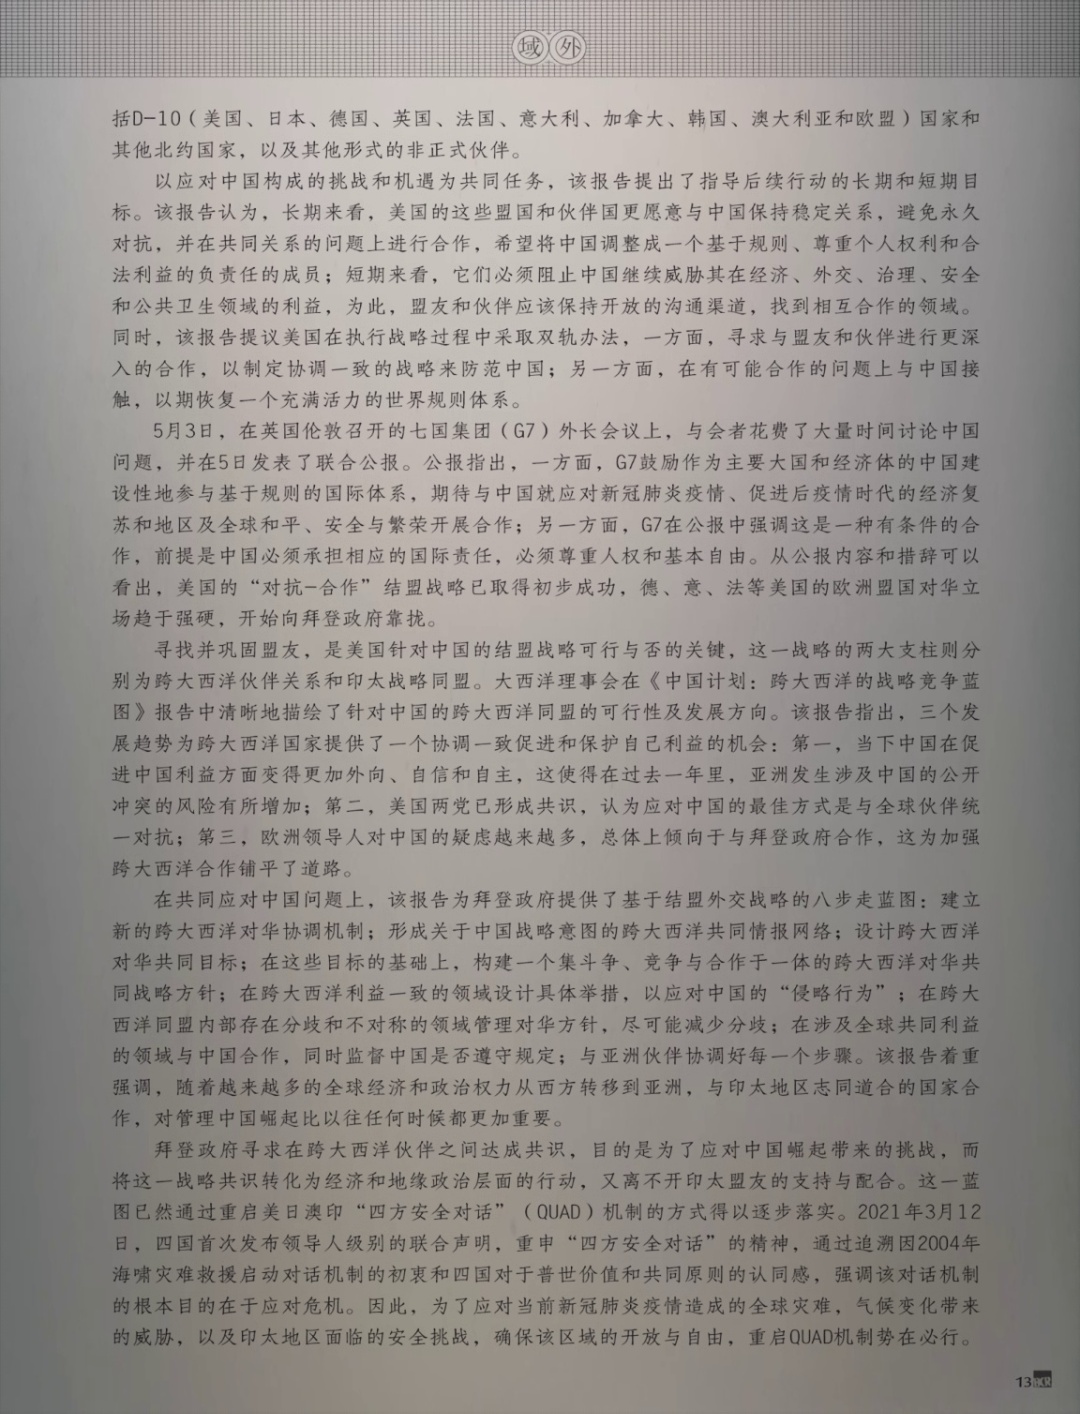 域外
括D-10（美国、日本、德国、英国、法国、意大利、加拿大、韩国、澳大利亚和欧盟）国家和
其他北约国家，以及其他形式的非正式伙伴。
以应对中国构成的挑战和机遇为共同任务，该报告提出了指导后续行动的长期和短期目
标。该报告认为，长期来看，美国的这些盟国和伙伴国更愿意与中国保持稳定关系，避免永久
对抗，并在共同关系的问题上进行合作，希望将中国调整成一个基于规则、尊重个人权利和合
法利益的负责任的成员；短期来看，它们必须阻止中国继续威胁其在经济、外交、治理、安全
和公共卫生领域的利益，为此，盟友和伙伴应该保持开放的沟通渠道，找到相互合作的领域。
同时，该报告提议美国在执行战略过程中采取双轨办法，一方面，寻求与盟友和伙伴进行更深
入的合作，以制定协调一致的战略来防范中国；另一方面，在有可能合作的问题上与中国接
触，以期恢复一个充满活力的世界规则体系。
5月3日，在英国伦敦召开的七国集团（G7）外长会议上，与会者花费了大量时间讨论中国
问题，并在5日发表了联合公报。公报指出，一方面，G7鼓励作为主要大国和经济体的中国建
设性地参与基于规则的国际体系，期待与中国就应对新冠肺炎疫情、促进后疫情时代的经济复
苏和地区及全球和平、安全与繁荣开展合作；另一方面，G7在公报中强调这是一种有条件的合
作，前提是中国必须承担相应的国际责任，必须尊重人权和基本自由。从公报内容和措辞可以
看出，美国的“对抗-合作”结盟战略已取得初步成功，德、意、法等美国的欧洲盟国对华立
场趋于强硬，开始向拜登政府靠拢。
寻找并巩固盟友，是美国针对中国的结盟战略可行与否的关键，这一战略的两大支柱则分
别为跨大西洋伙伴关系和印太战略同盟。大西洋理事会在《中国计划：跨大西洋的战略竞争蓝
图》报告中清晰地描绘了针对中国的跨大西洋同盟的可行性及发展方向。该报告指出，三个发
展趋势为跨大西洋国家提供了一个协调一致促进和保护自己利益的机会：第一，当下中国在促
进中国利益方面变得更加外向、自信和自主，这使得在过去一年里，亚洲发生涉及中国的公开
冲突的风险有所增加；第二，美国两党已形成共识，认为应对中国的最佳方式是与全球伙伴统
一对抗；第三，欧洲领导人对中国的疑虑越来越多，总体上倾向于与拜登政府合作，这为加强
跨大西洋合作铺平了道路。
在共同应对中国问题上，该报告为拜登政府提供了基于结盟外交战略的八步走蓝图：建立
新的跨大西洋对华协调机制；形成关于中国战略意图的跨大西洋共同情报网络；设计跨大西洋
对华共同目标；在这些目标的基础上，构建一个集斗争、竞争与合作于一体的跨大西洋对华共
同战略方针；在跨大西洋利益一致的领域设计具体举措，以应对中国的“侵略行为”；在跨大
西洋同盟内部存在分歧和不对称的领域管理对华方针，尽可能减少分歧；在涉及全球共同利益
的领域与中国合作，同时监督中国是否遵守规定；与亚洲伙伴协调好每一个步骤。该报告着重
强调，随着越来越多的全球经济和政治权力从西方转移到亚洲，与印太地区志同道合的国家合
作，对管理中国崛起比以往任何时候都更加重要。
拜登政府寻求在跨大西洋伙伴之间达成共识，目的是为了应对中国崛起带来的挑战，而
将这一战略共识转化为经济和地缘政治层面的行动，又离不开印太盟友的支持与配合。这一蓝
图已然通过重启美日澳印“四方安全对话”（QUAD）机制的方式得以逐步落实。2021年3月12
日，四国首次发布领导人级别的联合声明，重申“四方安全对话”的精神，通过追溯因2004年
海啸灾难救援启动对话机制的初衷和四国对于普世价值和共同原则的认同感，强调该对话机制
的根本目的在于应对危机。因此，为了应对当前新冠肺炎疫情造成的全球灾难，气候变化带来
的威胁，以及印太地区面临的安全挑战，确保该区域的开放与自由，重启QUAD机制势在必行。
13